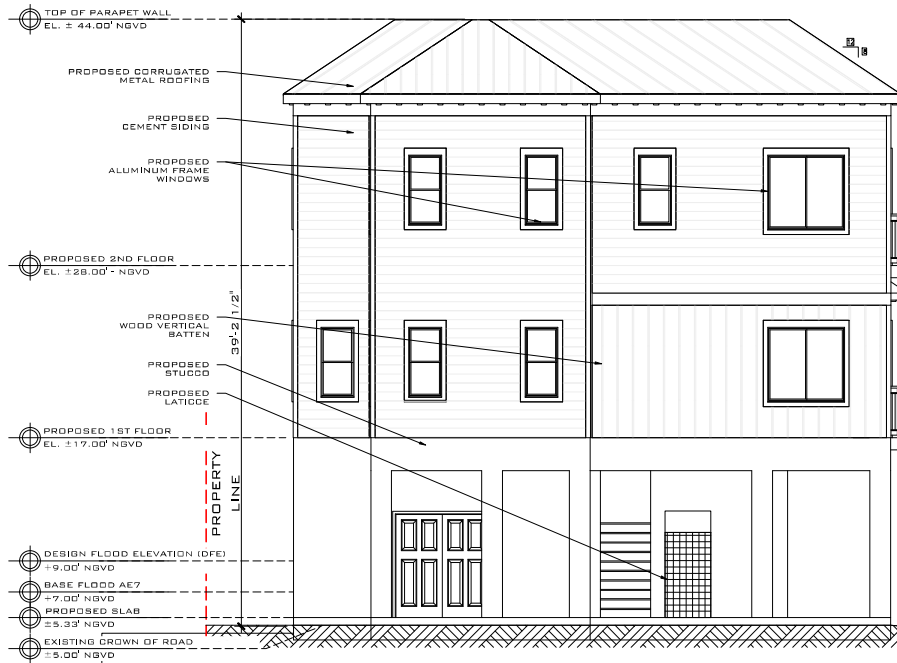 TOP OF PARAPET WALL
EL. ± 44.00' NGVD
PROPOSED CORRUGATED
METAL ROOFING
PROPOSED
CEMENT SIDING
PROPOSED
ALUMINUM FRAME
WINDOWS
PROPOSED 2ND FLOOR
EL. ±28.00' - NGVD
39'-2 1/2"
PROPOSED
WOOD VERTICAL
BATTEN
PROPOSED
STUCCO
PROPOSED
LATICCE
PROPOSED 1ST FLOOR
EL. ±17.00' NGVD
PROPERTY
LINE
DESIGN FLOOD ELEVATION (DFE)
+9.00' NGVD
BASE FLOOD AE7
+7.00' NGVD
PROPOSED SLAB
±5.33' NGVD
EXISTING CROWN OF ROAD
±5.00' NGVD